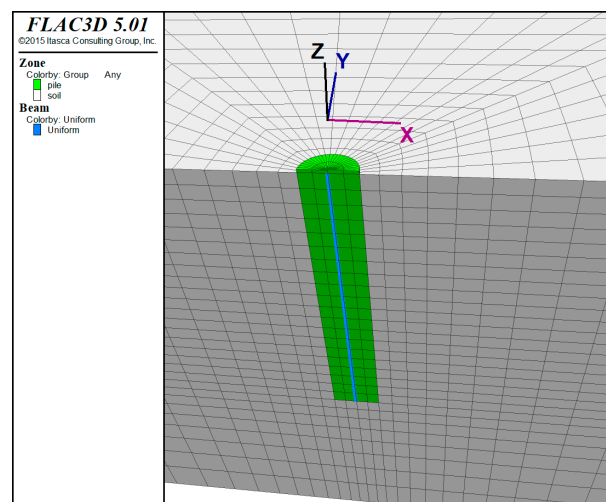 FLAC3D 5.01
©2015 Itasca Consulting Group, Inc.
Zone
Colorby: Group Any
pile
soil
Beam
Colorby: Uniform
Uniform
Z
Y
X